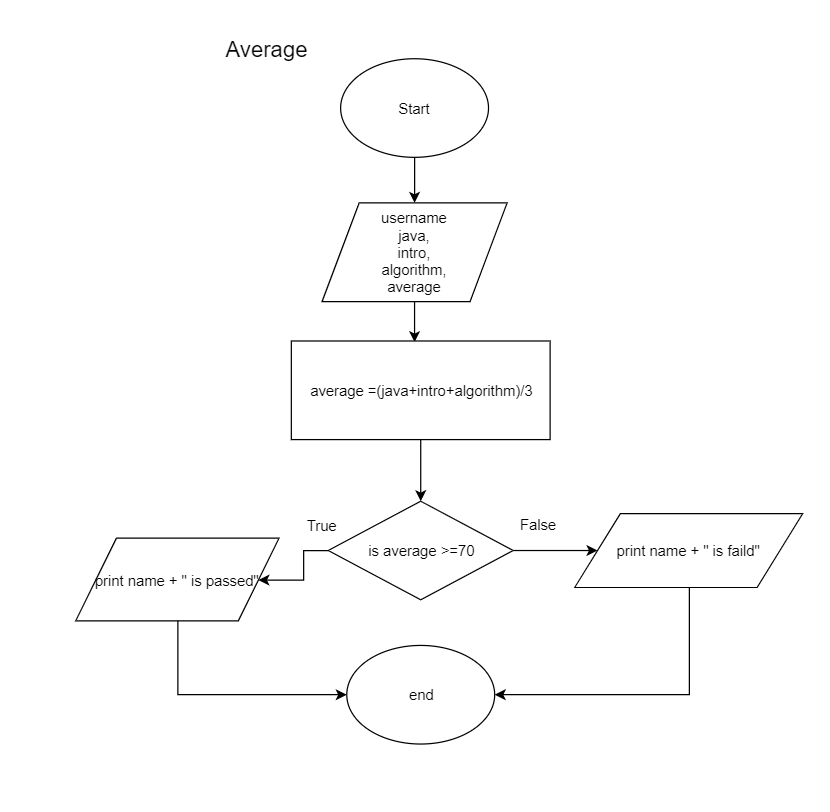 Average
Start
username
java,
intro,
algorithm,
average
average =(java+intro+algorithm)/3
is average >=70
True
False
print name + " is passed"
print name + " is faild"
end